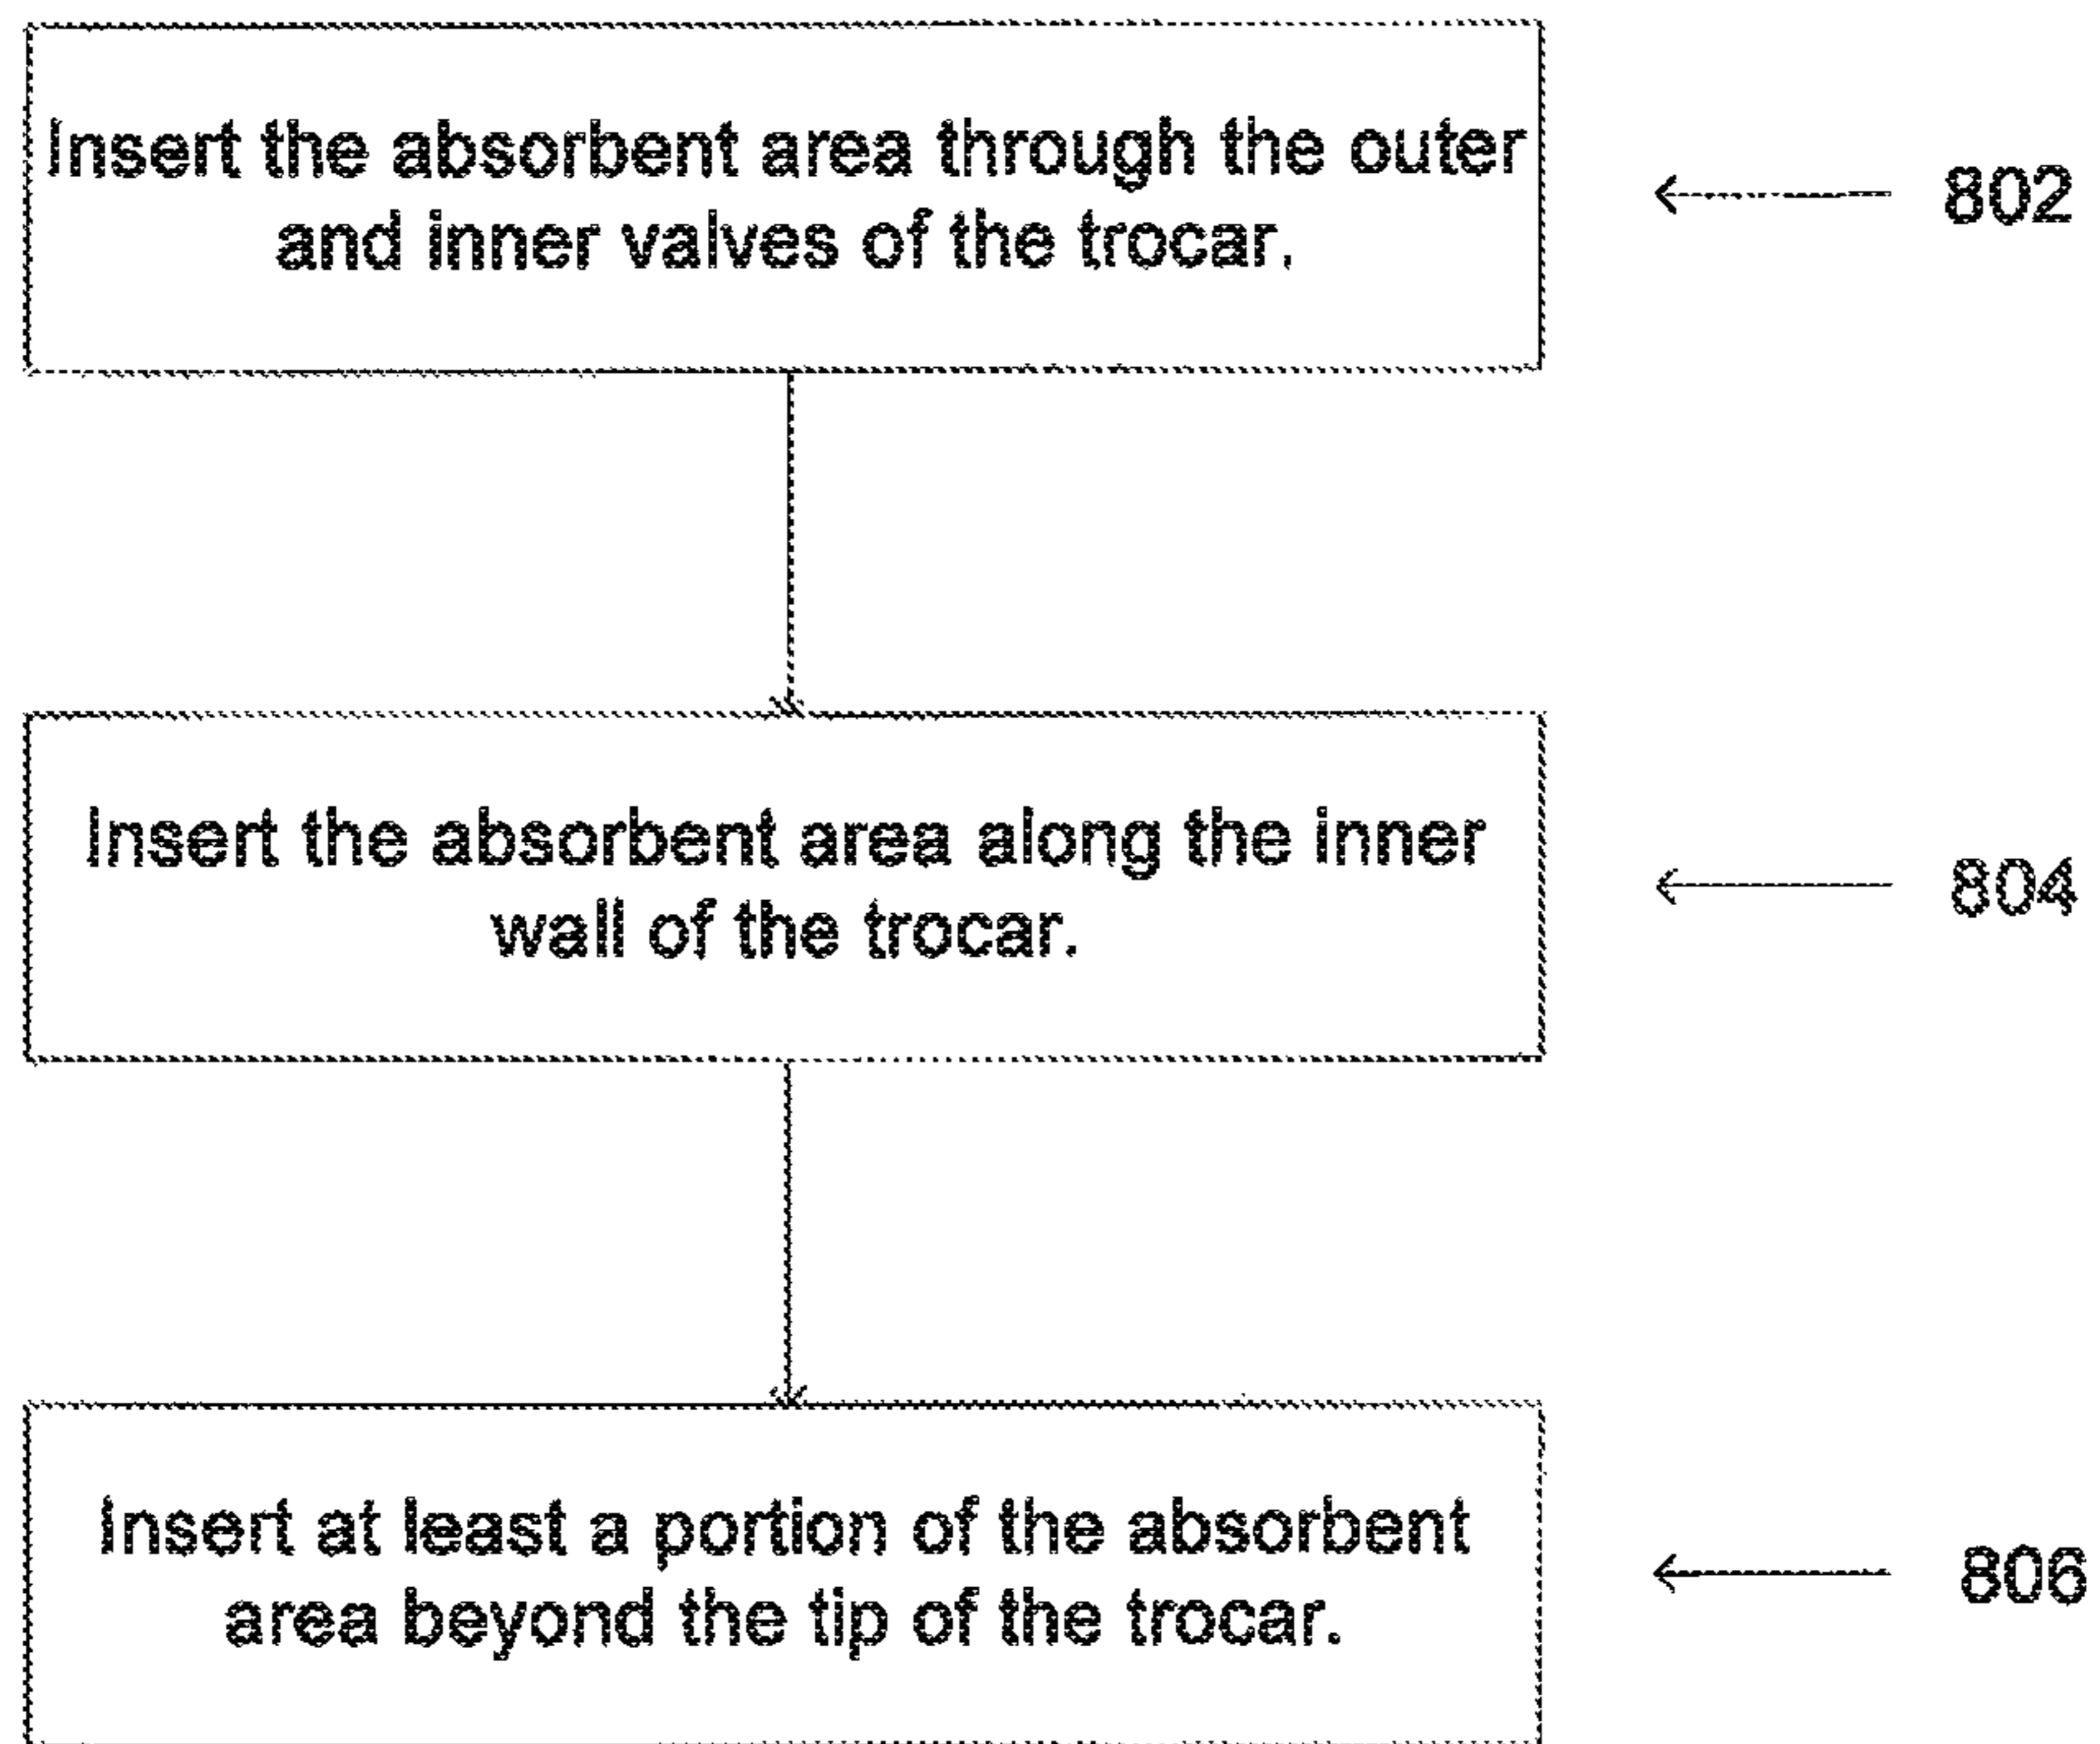 Insert the absorbent area through the outer
and inner valves of the trocar.
802
Insert the absorbent area along the inner
wall of the trocar.
804
Insert at least a portion of the absorbent
area beyond the tip of the trocar.
806